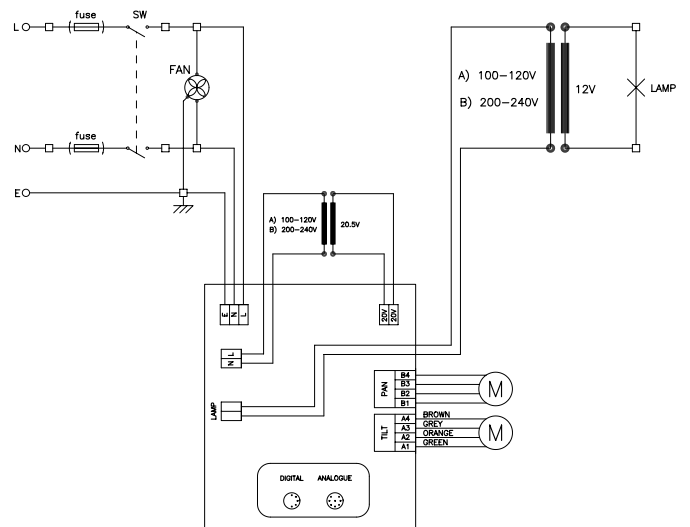 fuse
SW
L
FAN
fuse
N
E
A) 100-120V
B) 200-240V
12V
LAMP
A) 100-120V
B) 200-240V
20.5V
E N L
20V 20V
N L
LAMP
PAN
B4
B3
B2
B1
M
TILT
A4 BROWN
A3 GREY
A2 ORANGE
A1 GREEN
M
DIGITAL ANALOGUE